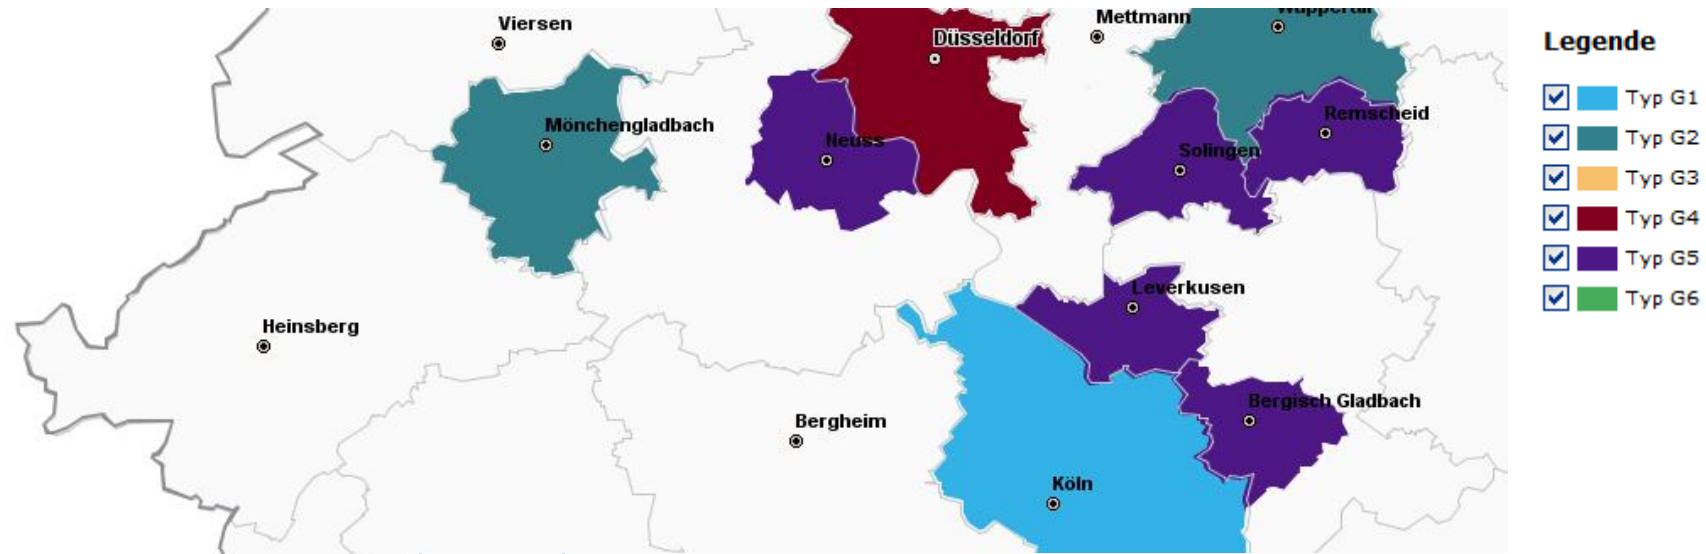 Viersen
Mettmann
Düsseldorf
Mönchengladbach
Neuss
Remscheid
Solingen
Leverkusen
Heinsberg
Bergheim
Bergisch Gladbach
Köln
Legende
Typ G1
Typ G2
Typ G3
Typ G4
Typ G5
Typ G6